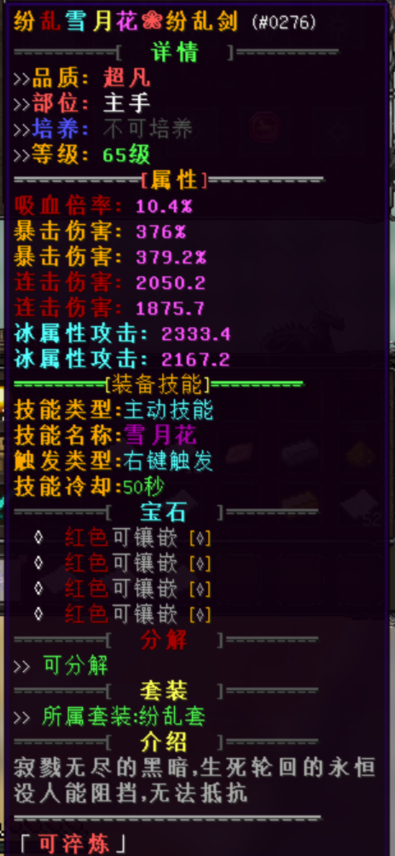 纷乱雪月花❀纷乱剑 (#0276)
=========[ 详情 ]=========
>>品质: 超凡
>>部位: 主手
>>培养: 不可培养
>>等级: 65级
=========[属性]=========
吸血倍率: 10.4%
暴击伤害: 376%
暴击伤害: 379.2%
连击伤害: 2050.2
连击伤害: 1875.7
冰属性攻击: 2333.4
冰属性攻击: 2167.2
=========[装备技能]=========
技能类型:主动技能
技能名称:雪月花
触发类型:右键触发
技能冷却:50秒
=========[ 宝石 ]=========
◊ 红色可镶嵌 [◊]
◊ 红色可镶嵌 [◊]
◊ 红色可镶嵌 [◊]
◊ 红色可镶嵌 [◊]
=========[ 分解 ]=========
>> 可分解
=========[ 套装 ]=========
>> 所属套装:纷乱套
=========[ 介绍 ]=========
寂戮无尽的黑暗,生死轮回的永恒
没人能阻挡,无法抵抗
「可淬炼」